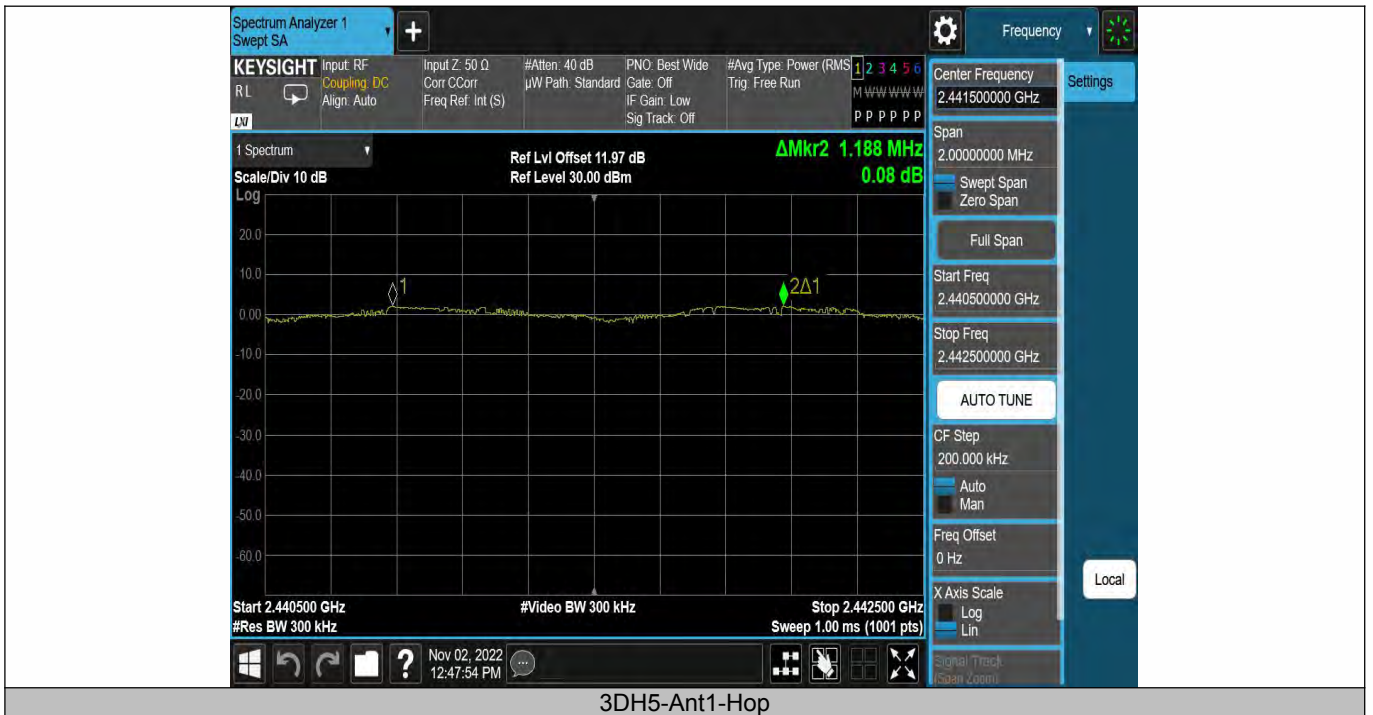 Spectrum Analyzer 1
Swept SA
+
Frequency
KEYSIGHT
RL
LXI
Input: RF
Coupling: DC
Align: Auto
Input Z: 50 Ω
Corr CCorr
Freq Ref: Int (S)
#Atten: 40 dB
µW Path: Standard
PNO: Best Wide
Gate: Off
IF Gain: Low
Sig Track: Off
#Avg Type: Power (RMS
Trig: Free Run
1 2 3 4 5 6
M W W W W W
P P P P P P
1 Spectrum
Scale/Div 10 dB
Log
Ref Lvl Offset 11.97 dB
Ref Level 30.00 dBm
ΔMkr2 1.188 MHz
0.08 dB
20.0
10.0
0.00
-10.0
-20.0
-30.0
-40.0
-50.0
-60.0
1
2Δ1
Start 2.440500 GHz
#Res BW 300 kHz
#Video BW 300 kHz
Stop 2.442500 GHz
Sweep 1.00 ms (1001 pts)
Center Frequency
2.441500000 GHz
Settings
Span
2.00000000 MHz
Swept Span
Zero Span
Full Span
Start Freq
2.440500000 GHz
Stop Freq
2.442500000 GHz
AUTO TUNE
CF Step
200.000 kHz
Auto
Man
Freq Offset
0 Hz
X Axis Scale
Log
Lin
Signal Track
(Span Zoom)
Local
?
Nov 02, 2022
12:47:54 PM
3DH5-Ant1-Hop